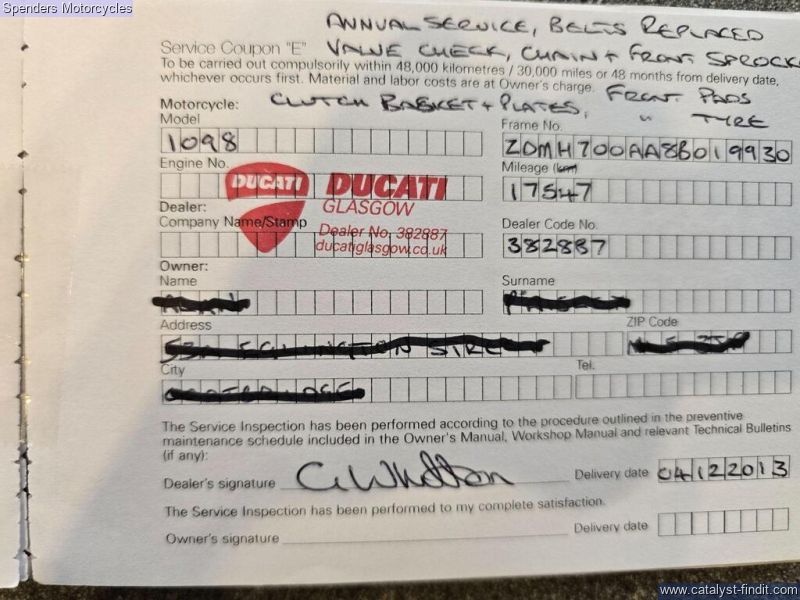 Spenders Motorcycles
ANNUAL SERVICE, BELTS REPLACED
Service Coupon "E" VALVE CHECK, CHAIN + FRONT SPROCK
To be carried out compulsorily within 48,000 kilometres / 30,000 miles or 48 months from delivery date,
whichever occurs first. Material and labor costs are at Owner's charge. FRONT PADS
Motorcycle: CLUTCH BASKET + PLATES, " TYRE
Model
1098
Frame No.
ZDMH700AA8B019930
Engine No.
Mileage (km)
17547
DUCATI DUCATI
GLASGOW
Dealer:
Company Name/Stamp
Dealer No. 382887
ducatiglasgow.co.uk
Dealer Code No.
382887
Owner:
Name
Surname
Address
ZIP Code
City
Tel.
The Service Inspection has been performed according to the procedure outlined in the preventive
maintenance schedule included in the Owner's Manual, Workshop Manual and relevant Technical Bulletins
(if any):
Dealer's signature
Delivery date 04122013
The Service Inspection has been performed to my complete satisfaction.
Owner's signature
Delivery date
www.catalyst-findit.com